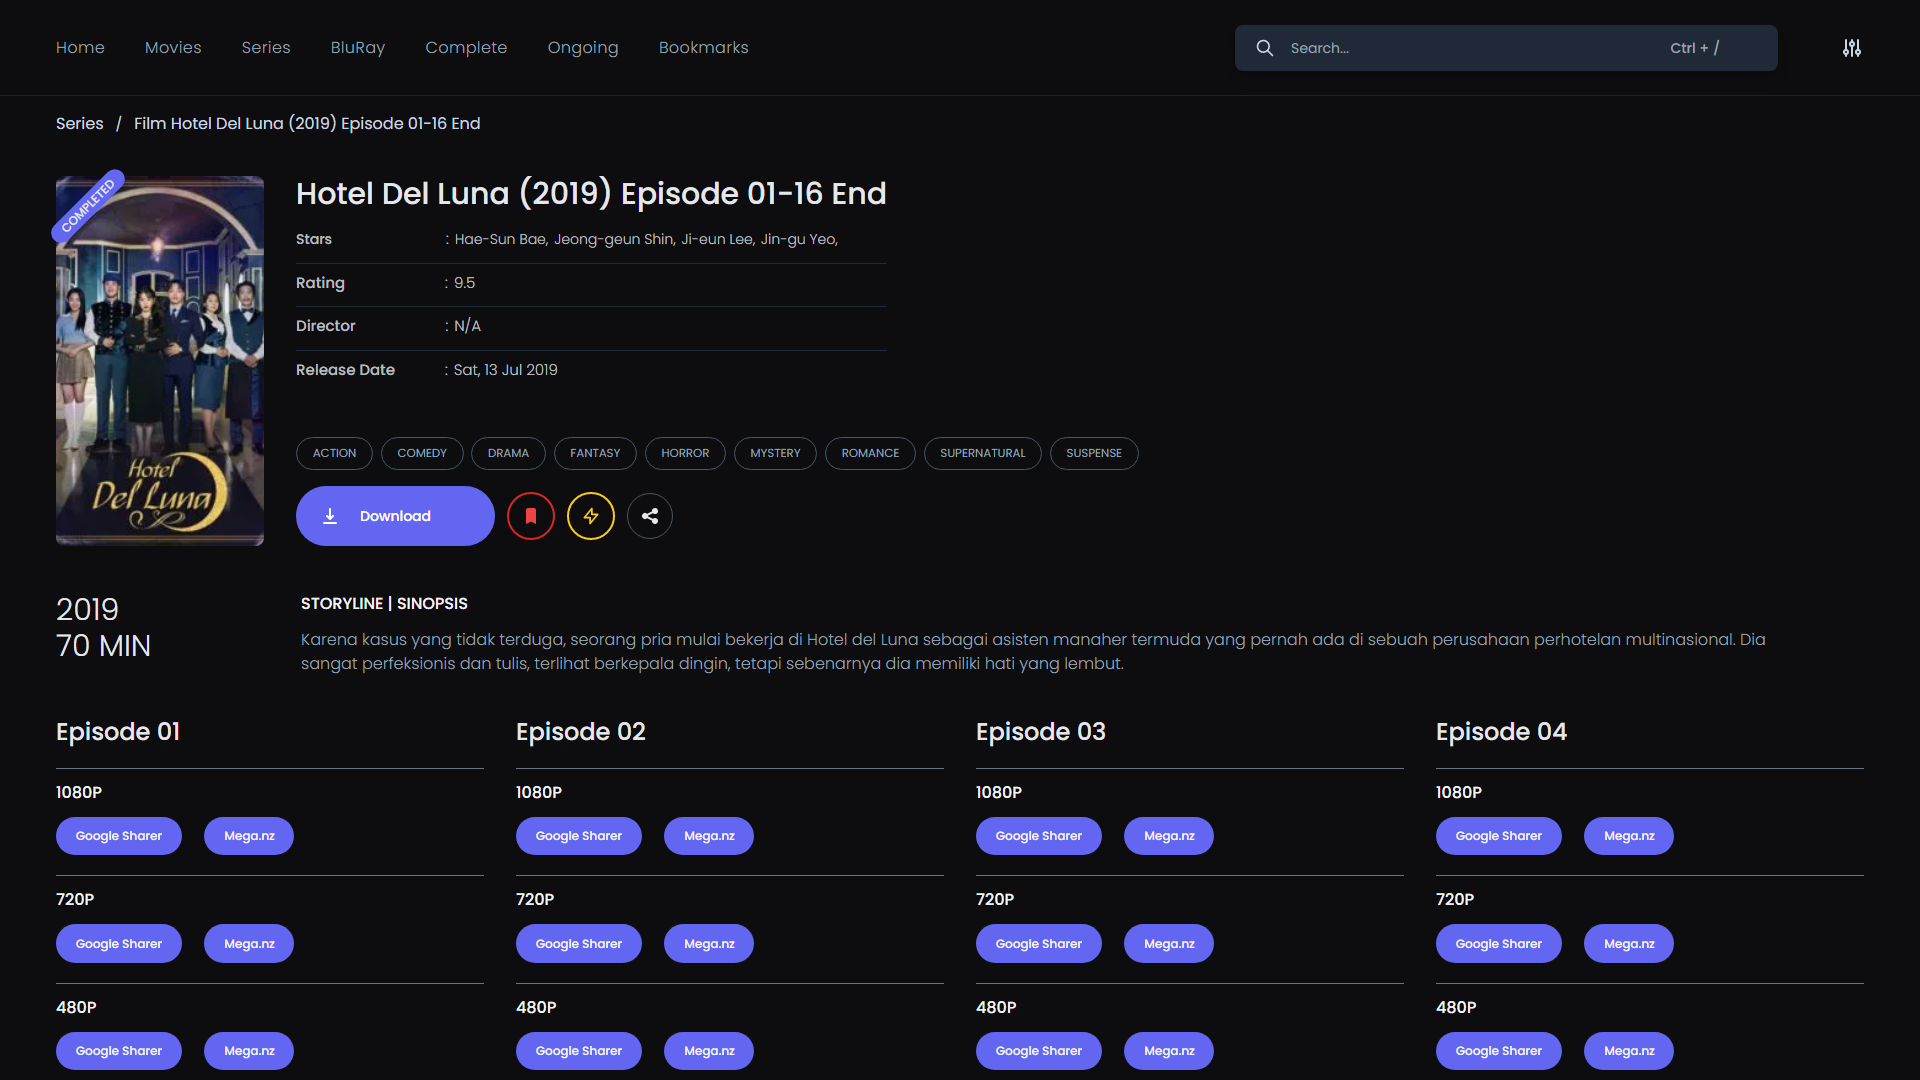 Home Movies Series BluRay Complete Ongoing Bookmarks Search... Ctrl + /
Series / Film Hotel Del Luna (2019) Episode 01-16 End
COMPLETED
Hotel
Del Luna
Hotel Del Luna (2019) Episode 01-16 End
Stars : Hae-Sun Bae, Jeong-geun Shin, Ji-eun Lee, Jin-gu Yeo,
Rating : 9.5
Director : N/A
Release Date : Sat, 13 Jul 2019
ACTION COMEDY DRAMA FANTASY HORROR MYSTERY ROMANCE SUPERNATURAL SUSPENSE
Download
2019
70 MIN
STORYLINE | SINOPSIS
Karena kasus yang tidak terduga, seorang pria mulai bekerja di Hotel del Luna sebagai asisten manaher termuda yang pernah ada di sebuah perusahaan perhotelan multinasional. Dia
sangat perfeksionis dan tulis, terlihat berkepala dingin, tetapi sebenarnya dia memiliki hati yang lembut.
Episode 01 Episode 02 Episode 03 Episode 04
1080P 1080P 1080P 1080P
Google Sharer Mega.nz Google Sharer Mega.nz Google Sharer Mega.nz Google Sharer Mega.nz
720P 720P 720P 720P
Google Sharer Mega.nz Google Sharer Mega.nz Google Sharer Mega.nz Google Sharer Mega.nz
480P 480P 480P 480P
Google Sharer Mega.nz Google Sharer Mega.nz Google Sharer Mega.nz Google Sharer Mega.nz